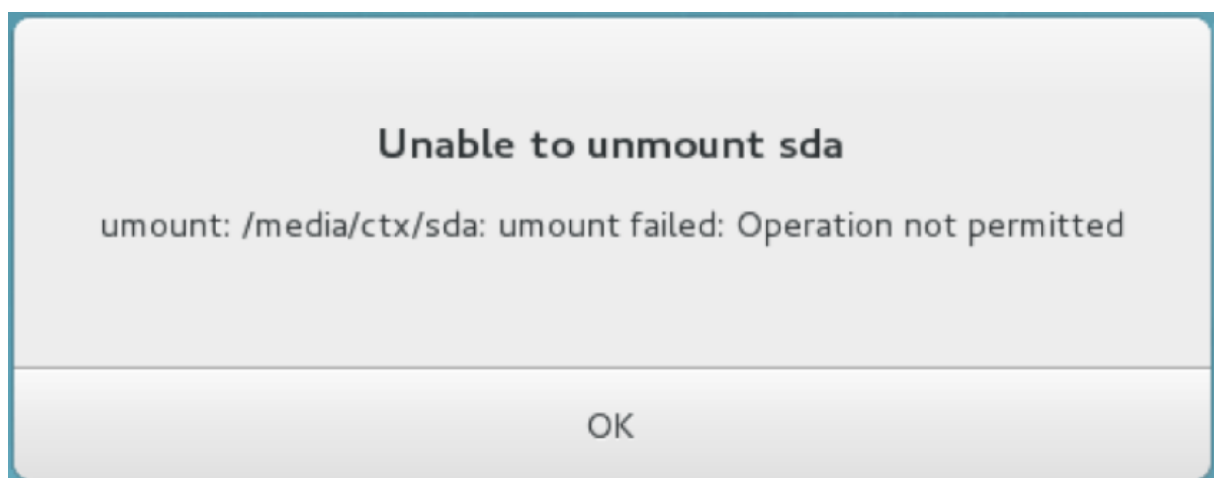 Unable to unmount sda
umount: /media/ctx/sda: umount failed: Operation not permitted
OK